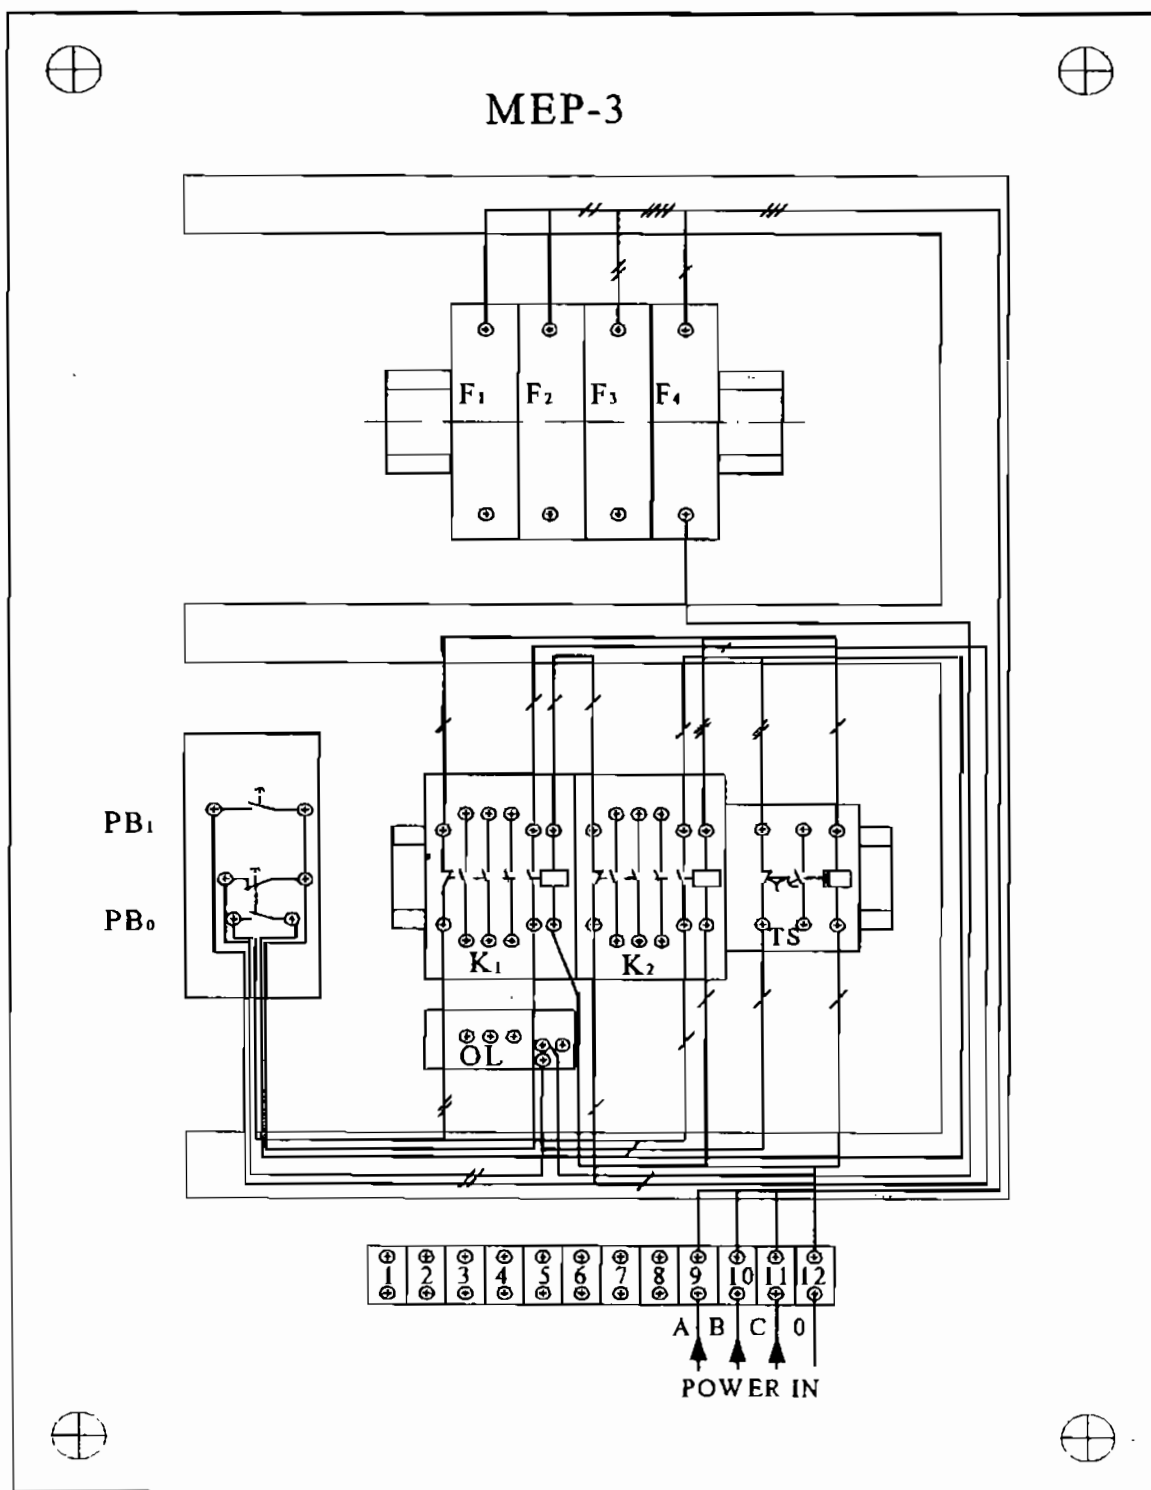 MEP-3
F₁ F₂ F₃ F₄
PB₁
PB₀
K₁ K₂ TS
OL
1 2 3 4 5 6 7 8 9 10 11 12
A B C 0
POWER IN